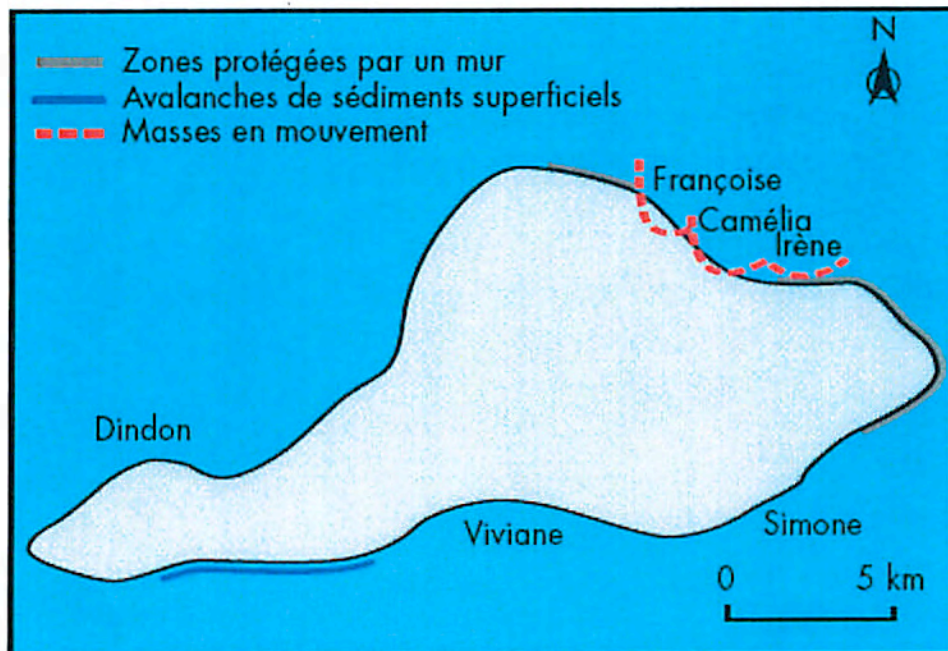 N
Zones protégées par un mur
Avalanches de sédiments superficiels
Masses en mouvement
Françoise
Camélia
Irène
Dindon
Viviane
Simone
0 5 km